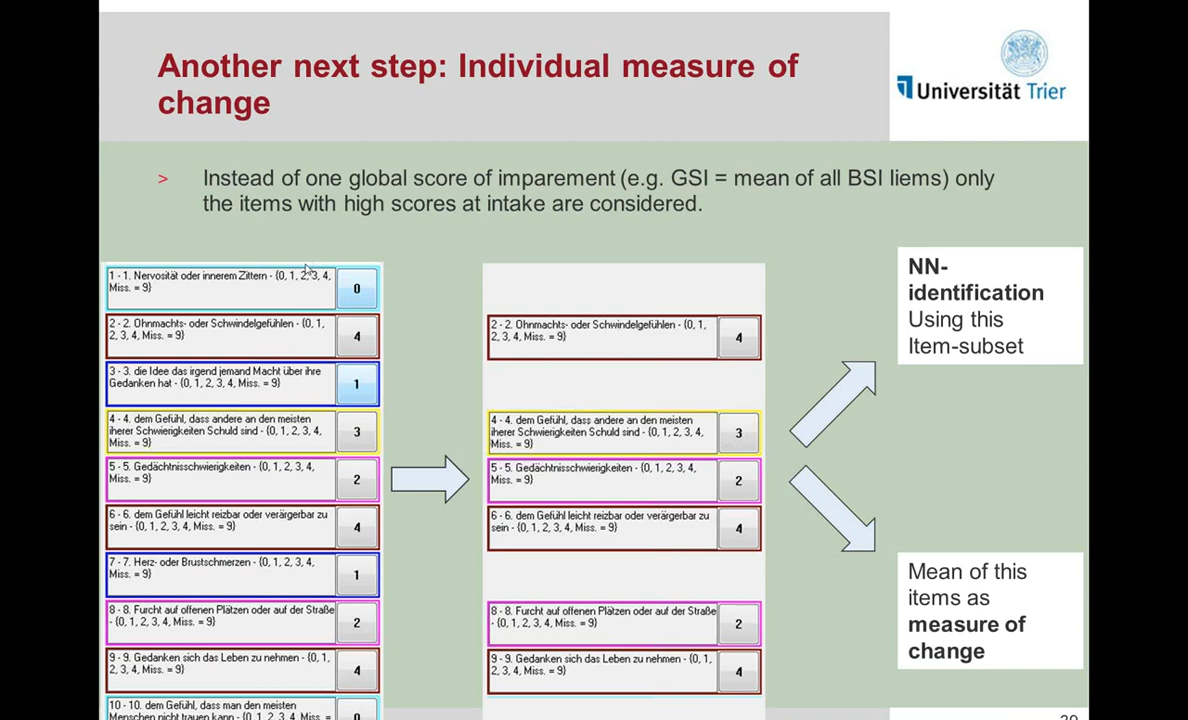 Another next step: Individual measure of
change
Universität Trier
> Instead of one global score of imparement (e.g. GSI = mean of all BSI liems) only
the items with high scores at intake are considered.
1 - 1. Nervosität oder innerem Zittern - {0, 1, 2, 3, 4,
Miss. = 9}
0
2 - 2. Ohnmachts- oder Schwindelgefühlen - {0, 1,
2, 3, 4, Miss. = 9}
4
3 - 3. die Idee das irgend jemand Macht über ihre
Gedanken hat - {0, 1, 2, 3, 4, Miss. = 9}
1
4 - 4. dem Gefühl, dass andere an den meisten
iherer Schwierigkeiten Schuld sind - {0, 1, 2, 3, 4,
Miss. = 9}
3
5 - 5. Gedächtnisschwierigkeiten - {0, 1, 2, 3, 4,
Miss. = 9}
2
6 - 6. dem Gefühl leicht reizbar oder verärgerbar zu
sein - {0, 1, 2, 3, 4, Miss. = 9}
4
7 - 7. Herz- oder Brustschmerzen - {0, 1, 2, 3, 4,
Miss. = 9}
1
8 - 8. Furcht auf offenen Plätzen oder auf der Straße
- {0, 1, 2, 3, 4, Miss. = 9}
2
9 - 9. Gedanken sich das Leben zu nehmen - {0, 1,
2, 3, 4, Miss. = 9}
4
10 - 10. dem Gefühl, dass man den meisten
Menschen nicht trauen kann - {0, 1, 2, 3, 4, Miss. =
0
2 - 2. Ohnmachts- oder Schwindelgefühlen - {0, 1,
2, 3, 4, Miss. = 9}
4
4 - 4. dem Gefühl, dass andere an den meisten
iherer Schwierigkeiten Schuld sind - {0, 1, 2, 3, 4,
Miss. = 9}
3
5 - 5. Gedächtnisschwierigkeiten - {0, 1, 2, 3, 4,
Miss. = 9}
2
6 - 6. dem Gefühl leicht reizbar oder verärgerbar zu
sein - {0, 1, 2, 3, 4, Miss. = 9}
4
8 - 8. Furcht auf offenen Plätzen oder auf der Straße
- {0, 1, 2, 3, 4, Miss. = 9}
2
9 - 9. Gedanken sich das Leben zu nehmen - {0, 1,
2, 3, 4, Miss. = 9}
4
NN-
identification
Using this
Item-subset
Mean of this
items as
measure of
change